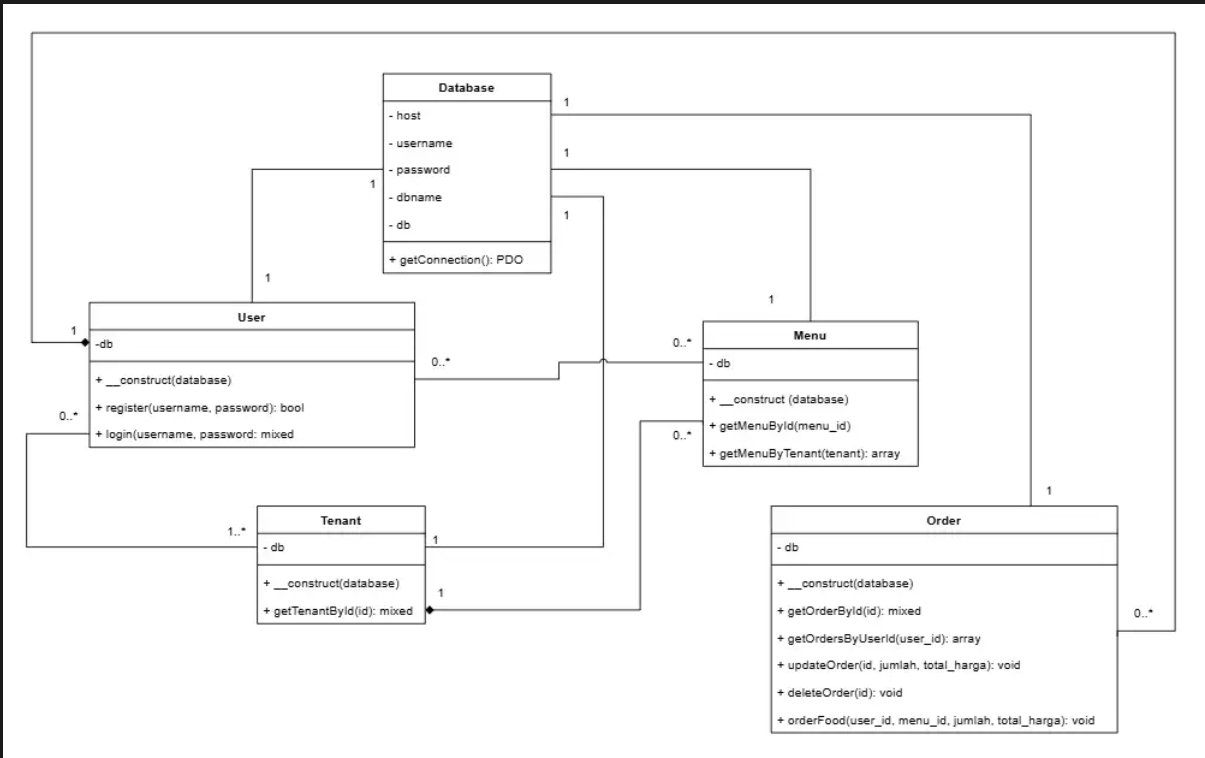 Database
- host
- username
- password
- dbname
- db
+ getConnection(): PDO
1
1
1
1
1
1
1
User
-db
+ __construct(database)
+ register(username, password): bool
+ login(username, password: mixed
1
0..*
0..*
0..*
Menu
- db
+ __construct (database)
+ getMenuById(menu_id)
+ getMenuByTenant(tenant): array
0..*
1..*
Tenant
- db
+ __construct(database)
+ getTenantById(id): mixed
1
1
Order
- db
+ __construct(database)
+ getOrderById(id): mixed
+ getOrdersByUserId(user_id): array
+ updateOrder(id, jumlah, total_harga): void
+ deleteOrder(id): void
+ orderFood(user_id, menu_id, jumlah, total_harga): void
0..*